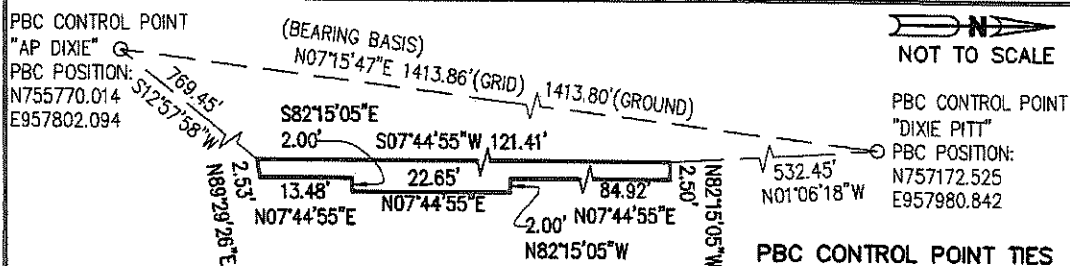 PBC CONTROL POINT
"AP DIXIE"
PBC POSITION:
N755770.014
E957802.094
(BEARING BASIS)
N07°15'47"E 1413.86'(GRID)
1413.80'(GROUND)
769.45'
S12°57'58"W
N
NOT TO SCALE
PBC CONTROL POINT
"DIXIE PITT"
PBC POSITION:
N757172.525
E957980.842
S82°15'05"E
2.00'
S07°44'55"W 121.41'
2.53'
N89°29'26"E
13.48'
N07°44'55"E
22.65'
N07°44'55"E
2.00'
N82°15'05"W
84.92'
N07°44'55"E
2.50'
N82°15'05"W
532.45'
N01°06'18"W
PBC CONTROL POINT TIES